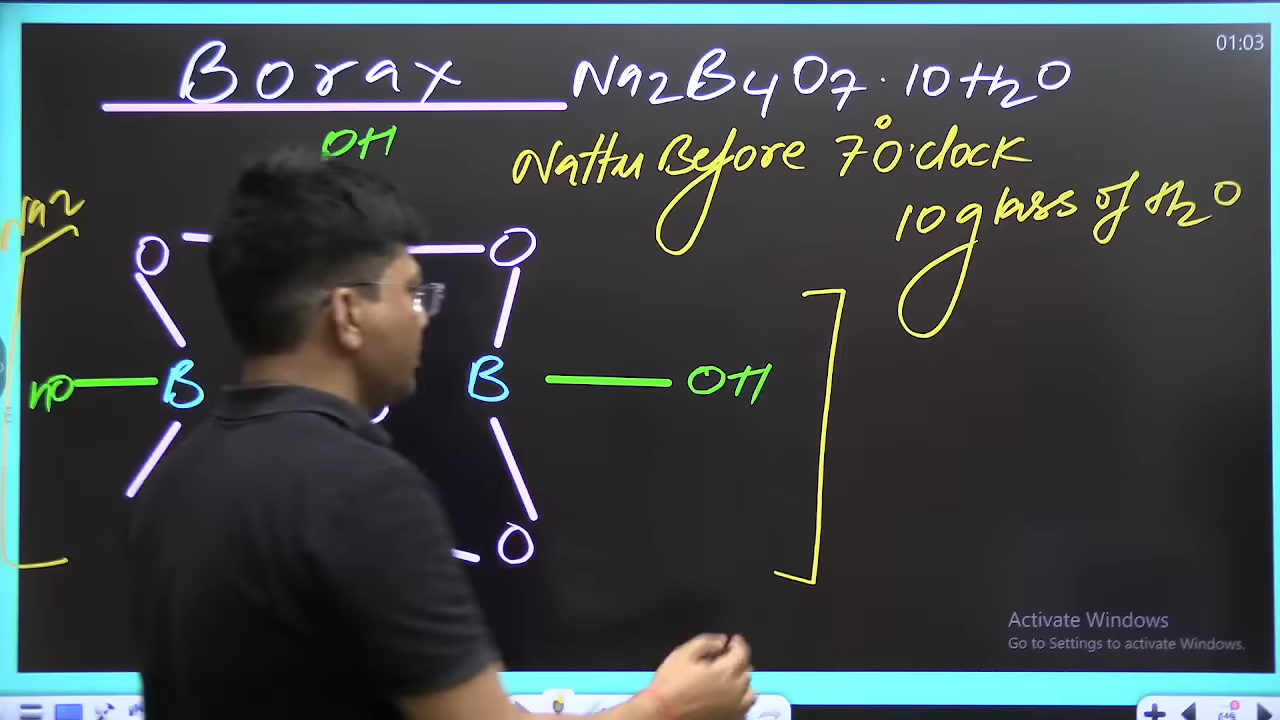 01:03
Borax Na2B4O7·10H2O
OH
Nattu Before 7 O'clock
10 glass of H2O
Na2
O O
HO B B OH
O
Activate Windows
Go to Settings to activate Windows.